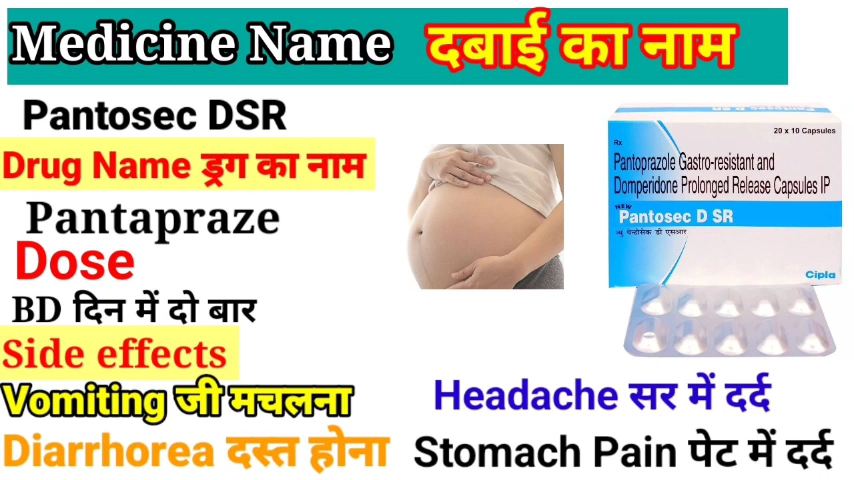 Medicine Name दबाई का नाम
Pantosec DSR
Drug Name ड्रग का नाम
Pantapraze
Dose
BD दिन में दो बार
Side effects
Vomiting जी मचलना
Diarrhorea दस्त होना
Headache सर में दर्द
Stomach Pain पेट में दर्द
20 x 10 Capsules
Rx
Pantoprazole Gastro-resistant and
Domperidone Prolonged Release Capsules IP
NEW
Pantosec D SR
न्यू पेन्टोसेक डी एसआर
Cipla